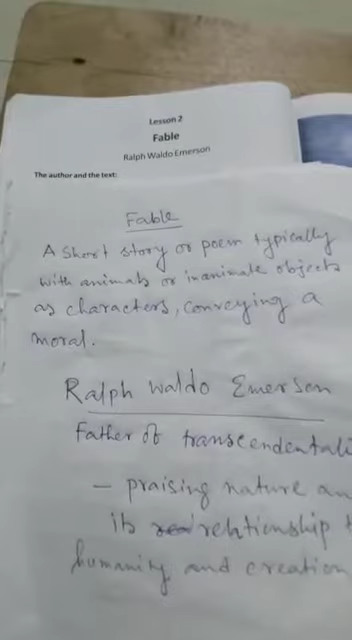 Lesson 2
Fable
Ralph Waldo Emerson
The author and the text:
Fable
A short story or poem typically
with animals or inanimate objects
as characters, conveying a
moral.
Ralph Waldo Emerson
Father of transcendentali
– praising nature an
its relationship t
humanity and creation